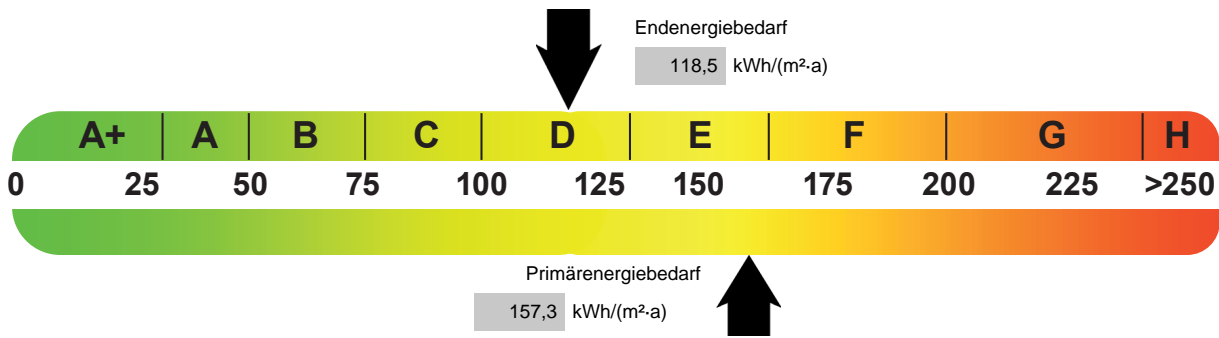 Endenergiebedarf
118,5 kWh/(m²·a)
A+ A B C D E F G H
0 25 50 75 100 125 150 175 200 225 >250
Primärenergiebedarf
157,3 kWh/(m²·a)